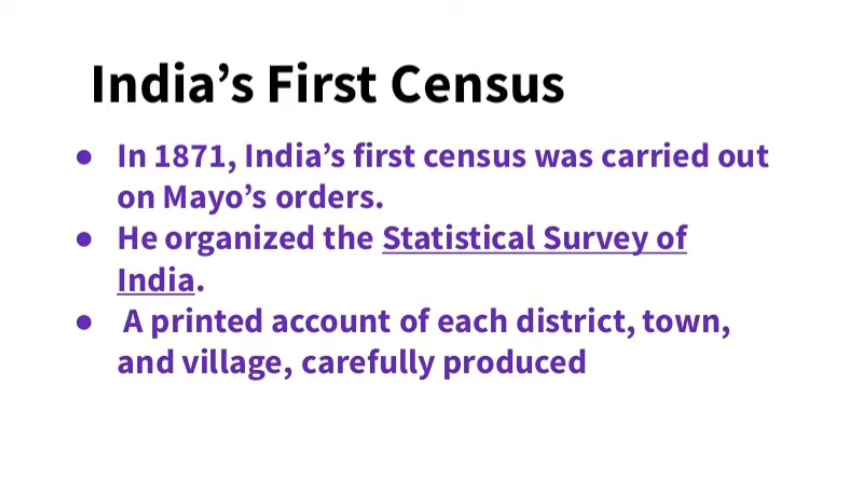 India’s First Census
● In 1871, India’s first census was carried out
on Mayo’s orders.
● He organized the Statistical Survey of
India.
● A printed account of each district, town,
and village, carefully produced